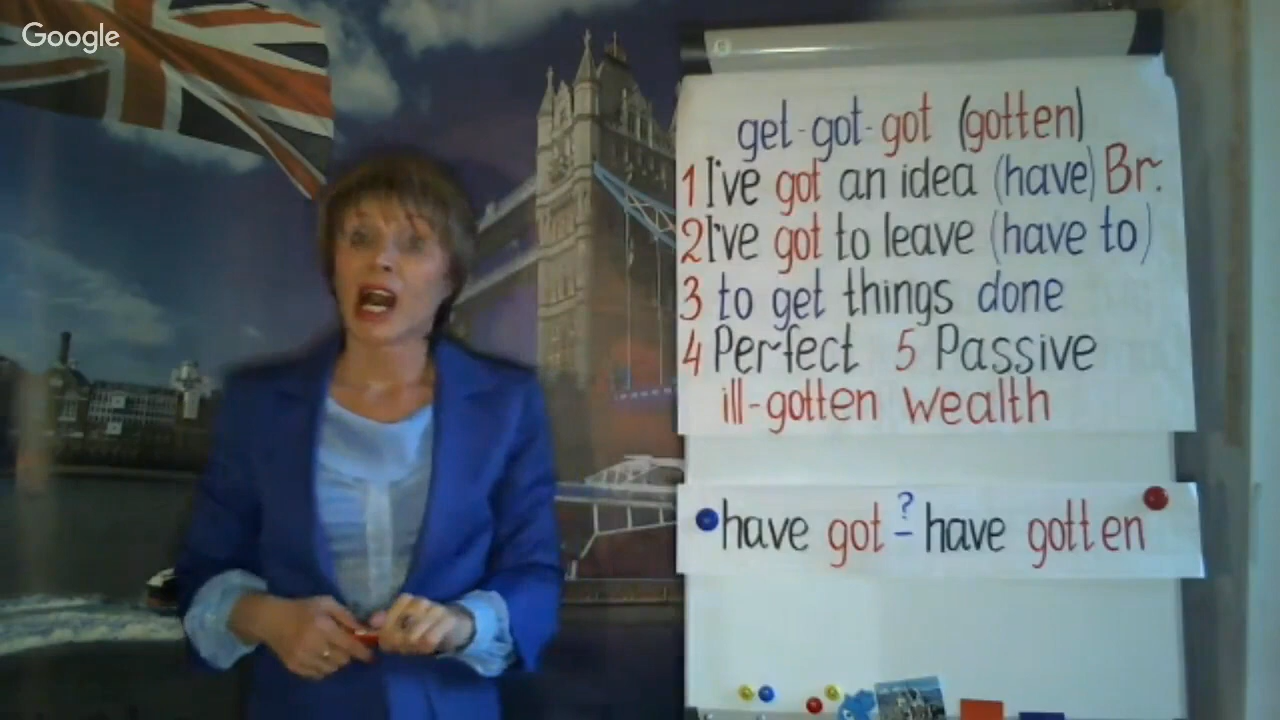 Google
get-got-got (gotten)
1 I've got an idea (have) Br.
2 I've got to leave (have to)
3 to get things done
4 Perfect 5 Passive
ill-gotten wealth
have got ?- have gotten